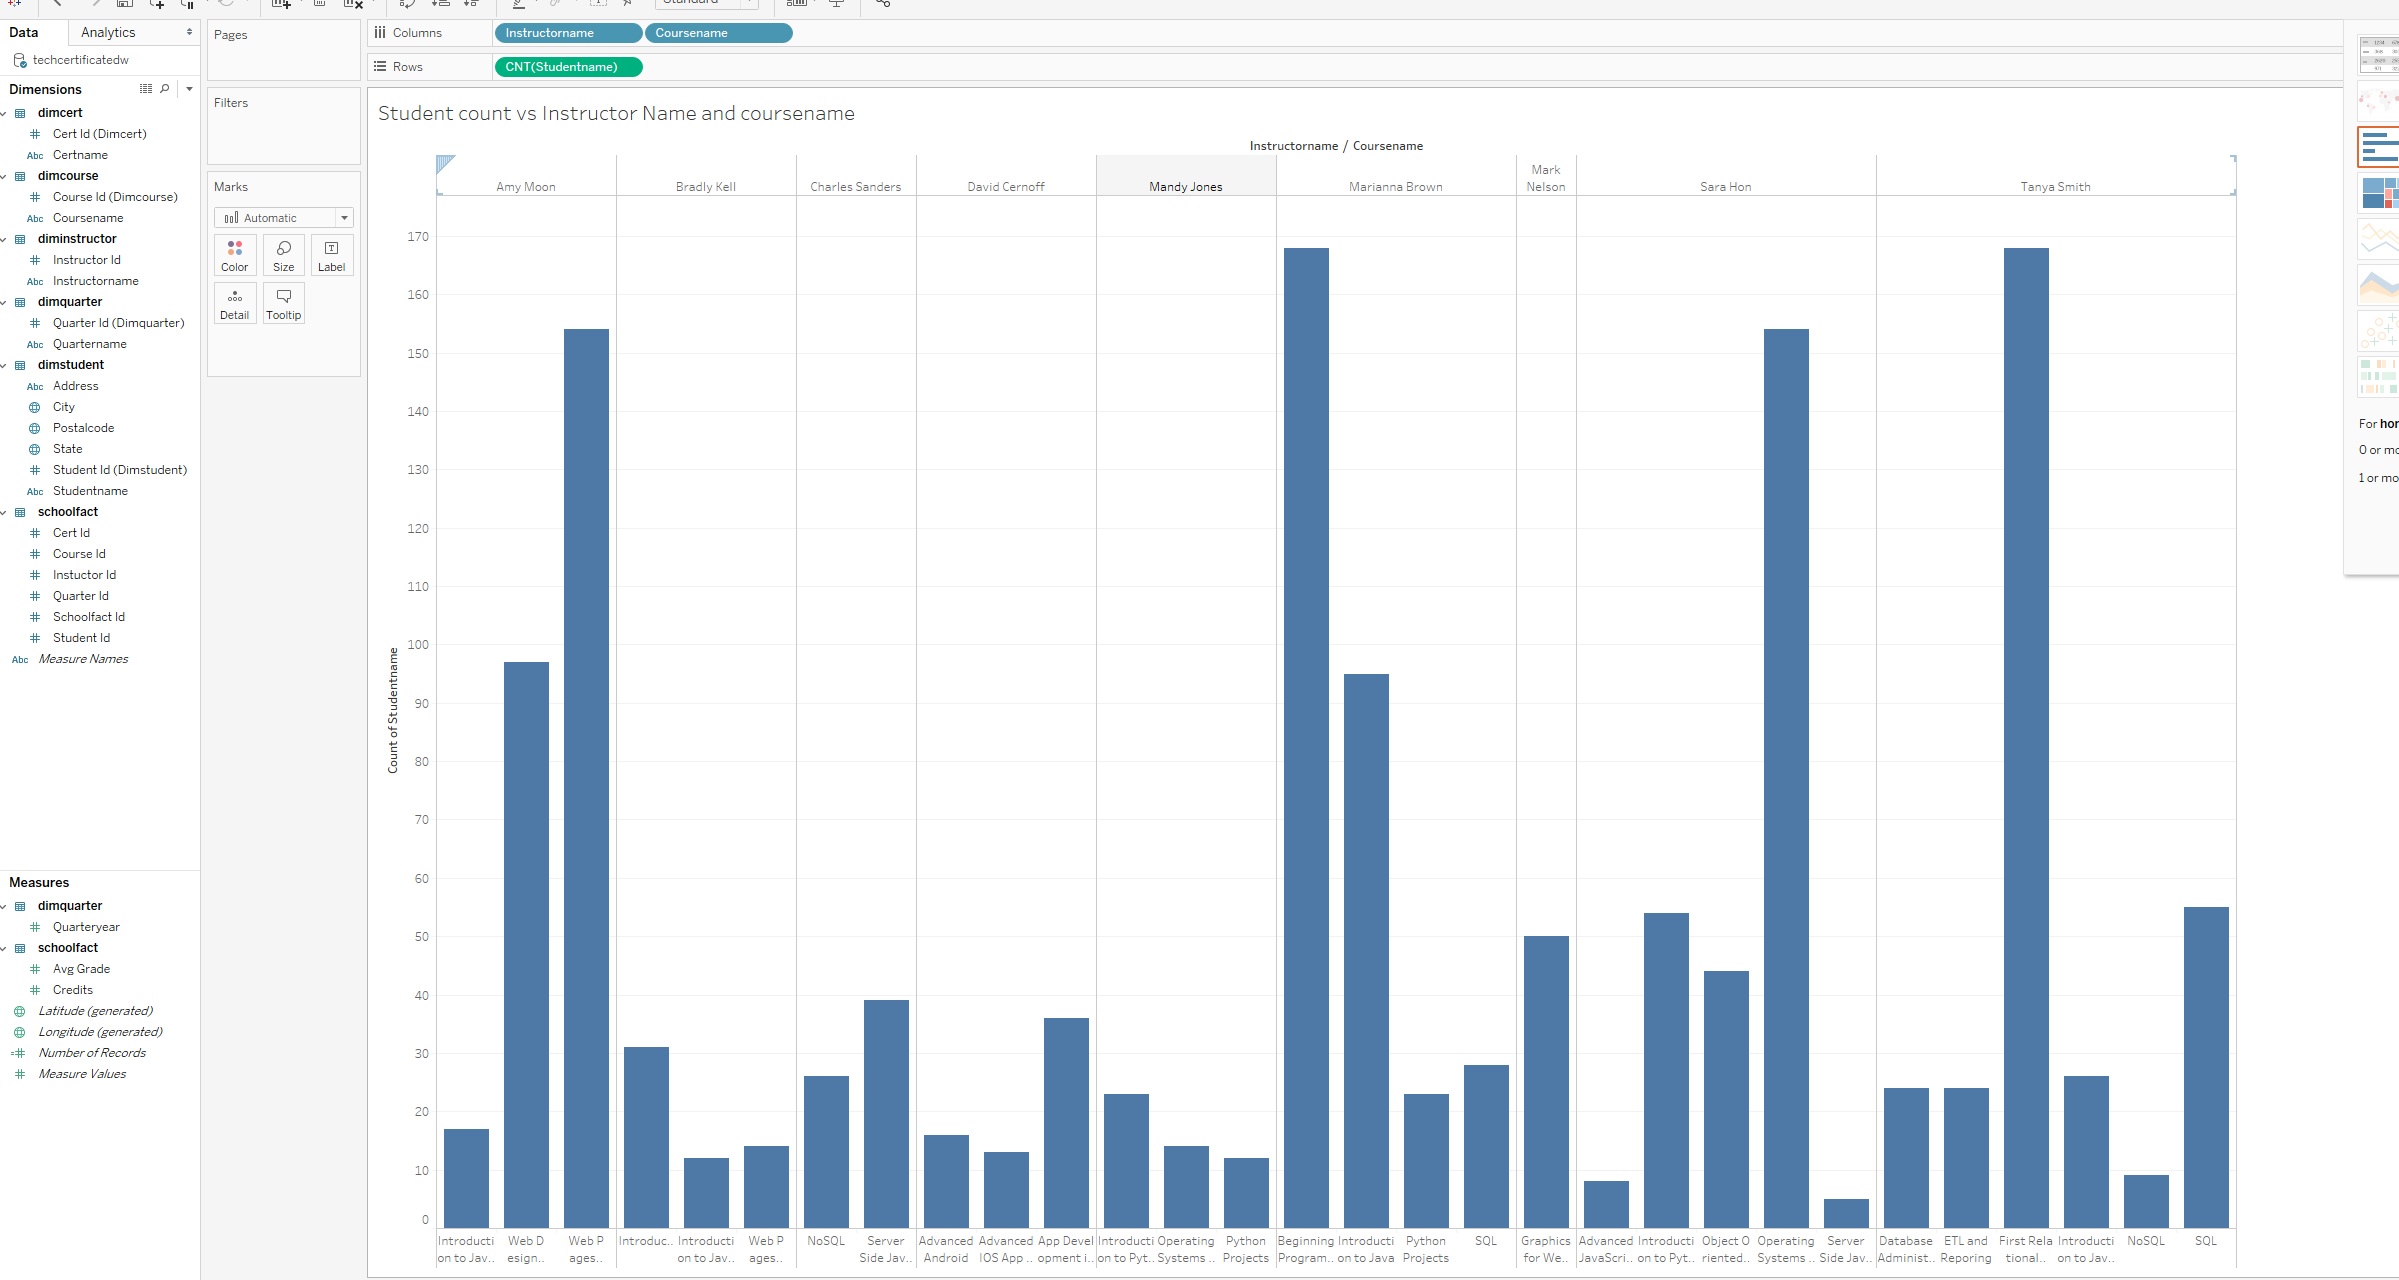 Standard
Data
Analytics
techcertificatedw
Dimensions
dimcert
Cert Id (Dimcert)
Abc Certname
dimcourse
Course Id (Dimcourse)
Abc Coursename
diminstructor
Instructor Id
Abc Instructorname
dimquarter
Quarter Id (Dimquarter)
Abc Quartername
dimstudent
Abc Address
City
Postalcode
State
Student Id (Dimstudent)
Abc Studentname
schoolfact
Cert Id
Course Id
Instuctor Id
Quarter Id
Schoolfact Id
Student Id
Abc Measure Names
Measures
dimquarter
Quarteryear
schoolfact
Avg Grade
Credits
Latitude (generated)
Longitude (generated)
=# Number of Records
Measure Values
Pages
Filters
Marks
Automatic
Color Size Label
Detail Tooltip
Columns Instructorname Coursename
Rows CNT(Studentname)
Student count vs Instructor Name and coursename
Instructorname / Coursename
Amy Moon Bradly Kell Charles Sanders David Cernoff Mandy Jones Marianna Brown Mark Nelson Sara Hon Tanya Smith
Count of Studentname
170
160
150
140
130
120
110
100
90
80
70
60
50
40
30
20
10
0
Introducti
on to Jav..
Web D
esign..
Web P
ages..
Introduc..
Introducti
on to Jav..
Web P
ages..
NoSQL
Server
Side Jav..
Advanced
Android
Advanced
IOS App ..
App Devel
opment i..
Introducti
on to Pyt..
Operating
Systems ..
Python
Projects
Beginning
Program..
Introducti
on to Java
Python
Projects
SQL
Graphics
for We..
Advanced
JavaScri..
Introducti
on to Pyt..
Object O
riented..
Operating
Systems ..
Server
Side Jav..
Database
Administ..
ETL and
Reporing
First Rela
tional..
Introducti
on to Jav..
NoSQL
SQL
For hor
0 or mo
1 or mo